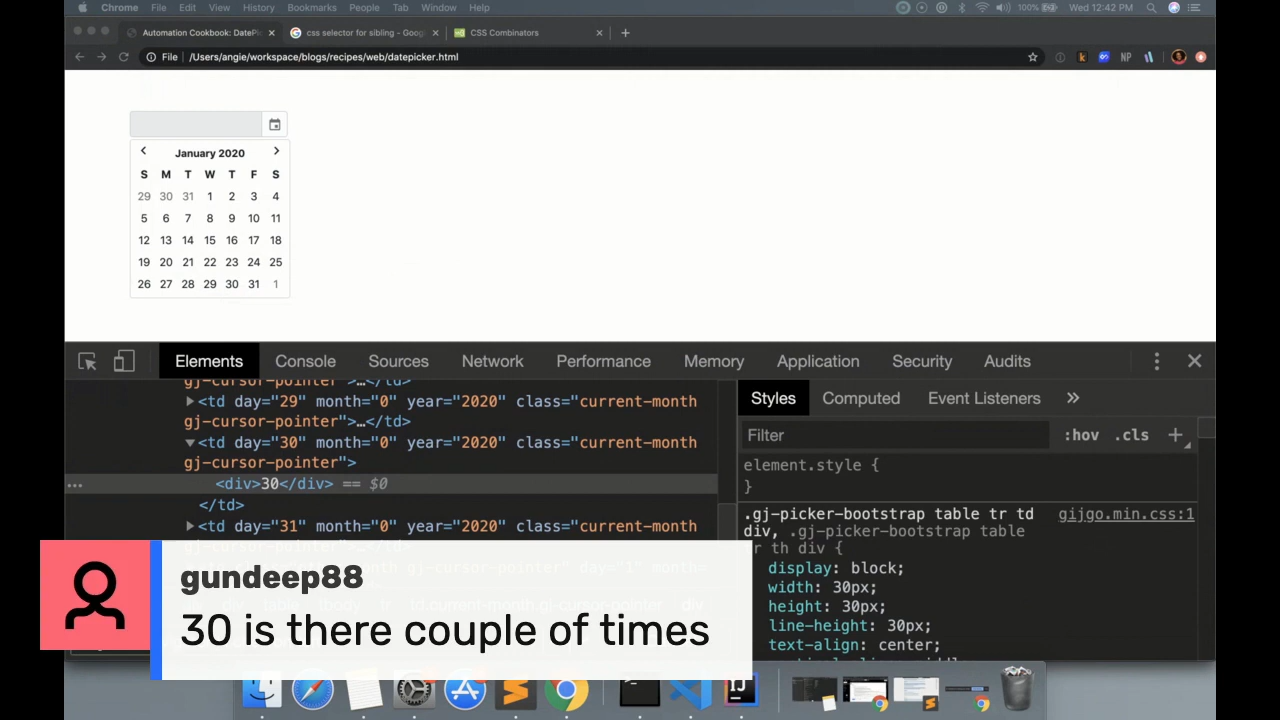 Chrome File Edit View History Bookmarks People Tab Window Help 100% Wed 12:42 PM
Automation Cookbook: DatePic × css selector for sibling - Goog × CSS Combinators × +
File /Users/angie/workspace/blogs/recipes/web/datepicker.html
January 2020
S M T W T F S
29 30 31 1 2 3 4
5 6 7 8 9 10 11
12 13 14 15 16 17 18
19 20 21 22 23 24 25
26 27 28 29 30 31 1
Elements Console Sources Network Performance Memory Application Security Audits
gj-cursor-pointer">…</td>
<td day="29" month="0" year="2020" class="current-month
gj-cursor-pointer">…</td>
<td day="30" month="0" year="2020" class="current-month
gj-cursor-pointer">
<div>30</div> == $0
</td>
<td day="31" month="0" year="2020" class="current-month
Styles Computed Event Listeners »
Filter :hov .cls +
element.style {
}
.gj-picker-bootstrap table tr td gijgo.min.css:1
div, .gj-picker-bootstrap table
tr th div {
display: block;
width: 30px;
height: 30px;
line-height: 30px;
text-align: center;
gundeep88
30 is there couple of times